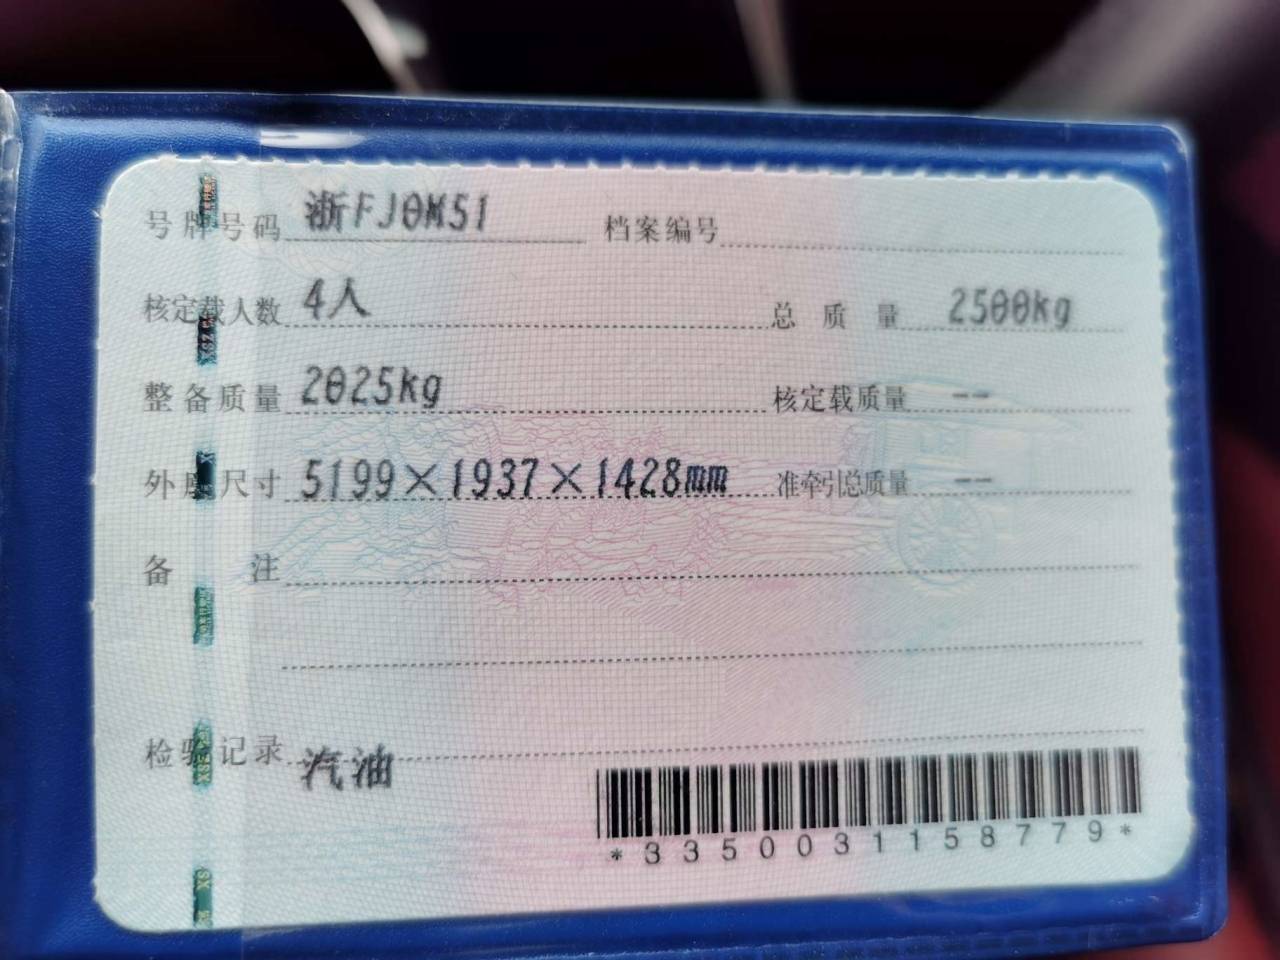 号牌号码 浙FJ0M51 档案编号
核定载人数 4人 总质量 2500kg
整备质量 2025kg 核定载质量 --
外廓尺寸 5199×1937×1428mm 准牵引总质量 --
备注
检验记录 汽油
*3350031158779*